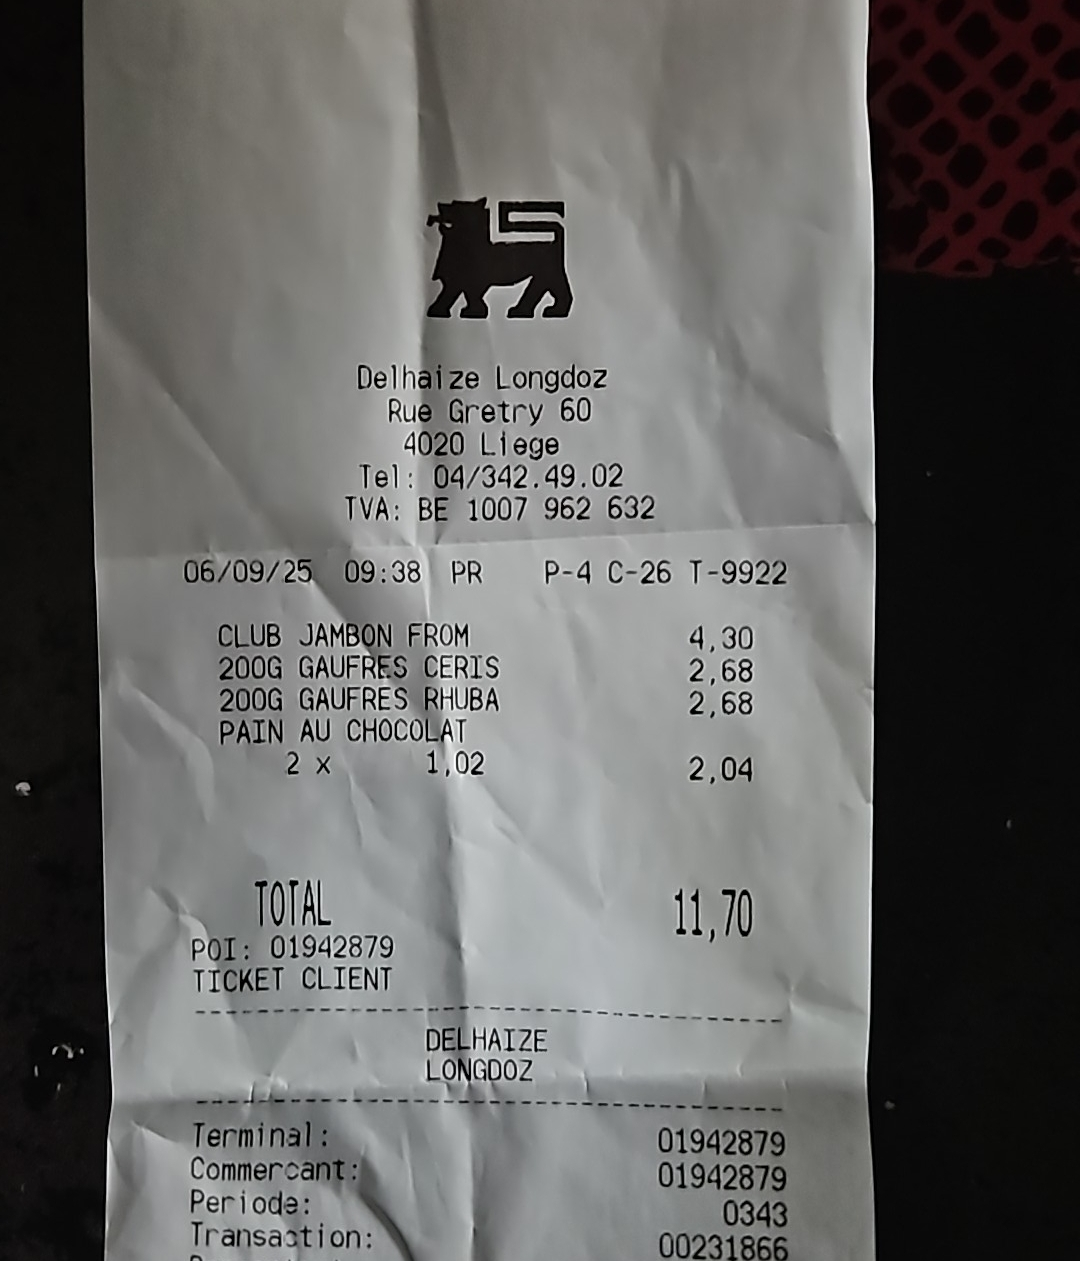 Delhaize Longdoz
Rue Gretry 60
4020 Liege
Tel: 04/342.49.02
TVA: BE 1007 962 632
06/09/25 09:38 PR P-4 C-26 T-9922
CLUB JAMBON FROM 4,30
200G GAUFRES CERIS 2,68
200G GAUFRES RHUBA 2,68
PAIN AU CHOCOLAT
2 x 1,02 2,04
TOTAL 11,70
POI: 01942879
TICKET CLIENT
DELHAIZE
LONGDOZ
Terminal: 01942879
Commercant: 01942879
Periode: 0343
Transaction: 00231866